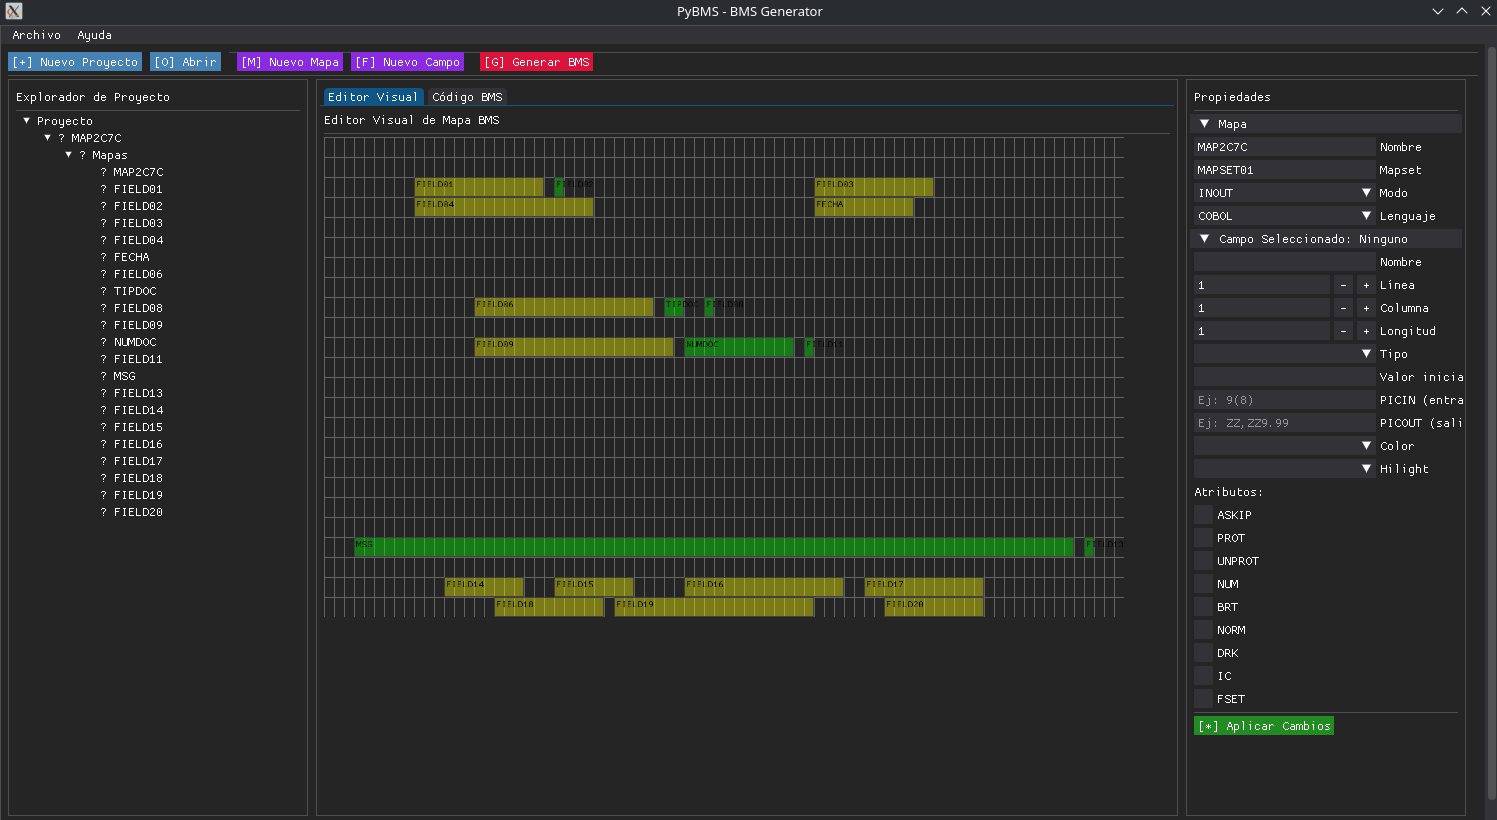 PyBMS - BMS Generator
Archivo Ayuda
[+] Nuevo Proyecto [O] Abrir [M] Nuevo Mapa [F] Nuevo Campo [G] Generar BMS
Explorador de Proyecto
Proyecto
? MAP2C7C
? Mapas
? MAP2C7C
? FIELD01
? FIELD02
? FIELD03
? FIELD04
? FECHA
? FIELD06
? TIPDOC
? FIELD08
? FIELD09
? NUMDOC
? FIELD11
? MSG
? FIELD13
? FIELD14
? FIELD15
? FIELD16
? FIELD17
? FIELD18
? FIELD19
? FIELD20
Editor Visual Código BMS
Editor Visual de Mapa BMS
FIELD01 FIELD02 FIELD03
FIELD04 FECHA
FIELD06 TIPDOC FIELD08
FIELD09 NUMDOC FIELD11
MSG FIELD13
FIELD14 FIELD15 FIELD16 FIELD17
FIELD18 FIELD19 FIELD20
Propiedades
Mapa
MAP2C7C Nombre
MAPSET01 Mapset
INOUT Modo
COBOL Lenguaje
Campo Seleccionado: Ninguno
Nombre
1 - + Línea
1 - + Columna
1 - + Longitud
Tipo
Valor inicia
Ej: 9(8) PICIN (entra
Ej: ZZ,ZZ9.99 PICOUT (sali
Color
Hilight
Atributos:
ASKIP
PROT
UNPROT
NUM
BRT
NORM
DRK
IC
FSET
[*] Aplicar Cambios